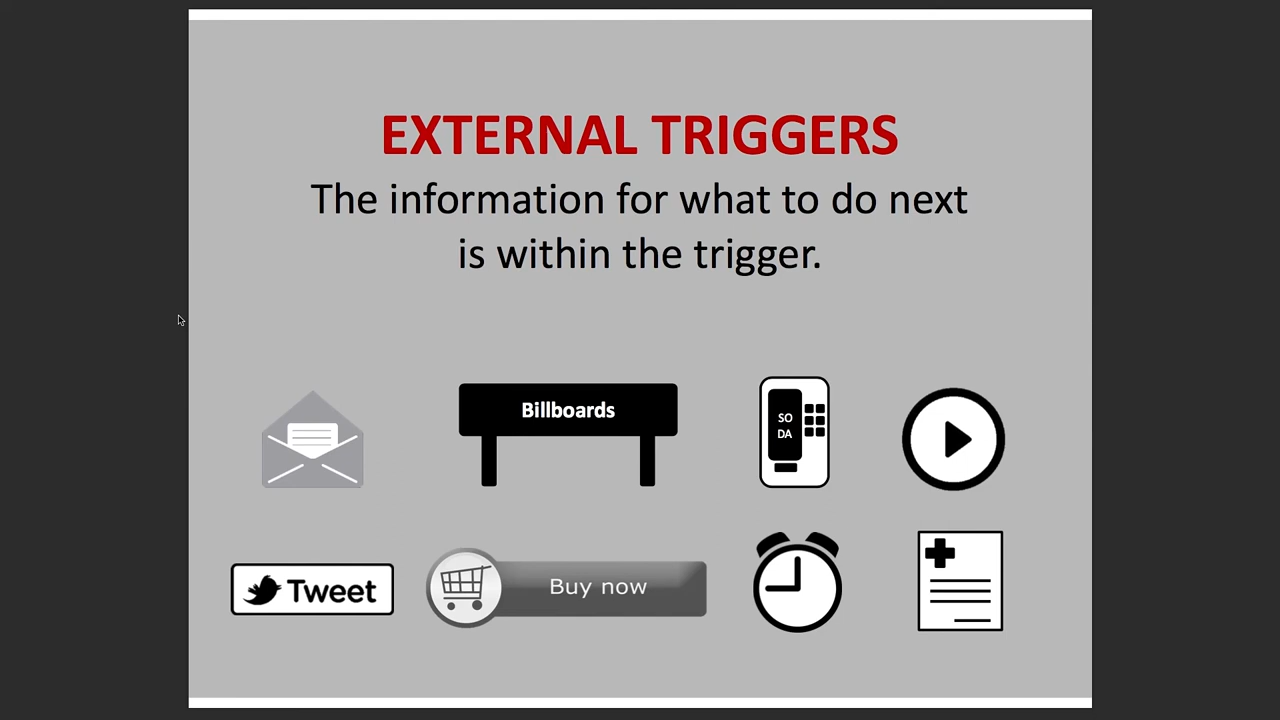 EXTERNAL TRIGGERS
The information for what to do next
is within the trigger.
Billboards
SO
DA
Tweet
Buy now